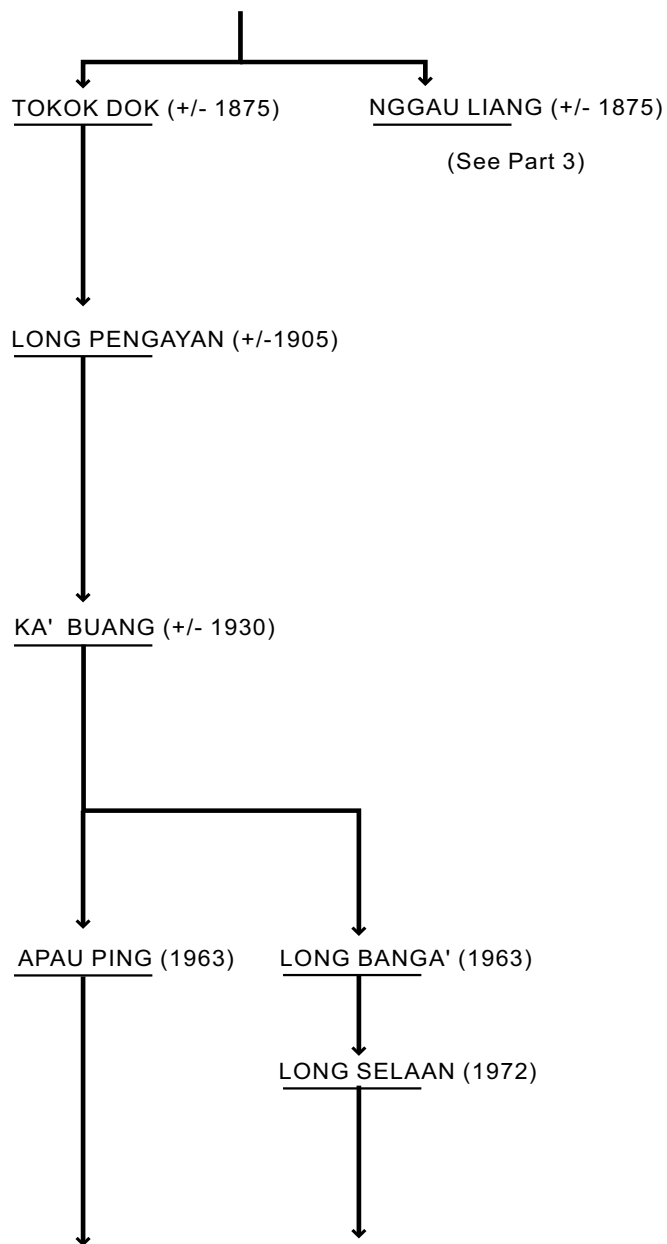 TOKOK DOK (+/- 1875)
NGGAU LIANG (+/- 1875)
(See Part 3)
LONG PENGAYAN (+/-1905)
KA' BUANG (+/- 1930)
APAU PING (1963)
LONG BANGA' (1963)
LONG SELAAN (1972)